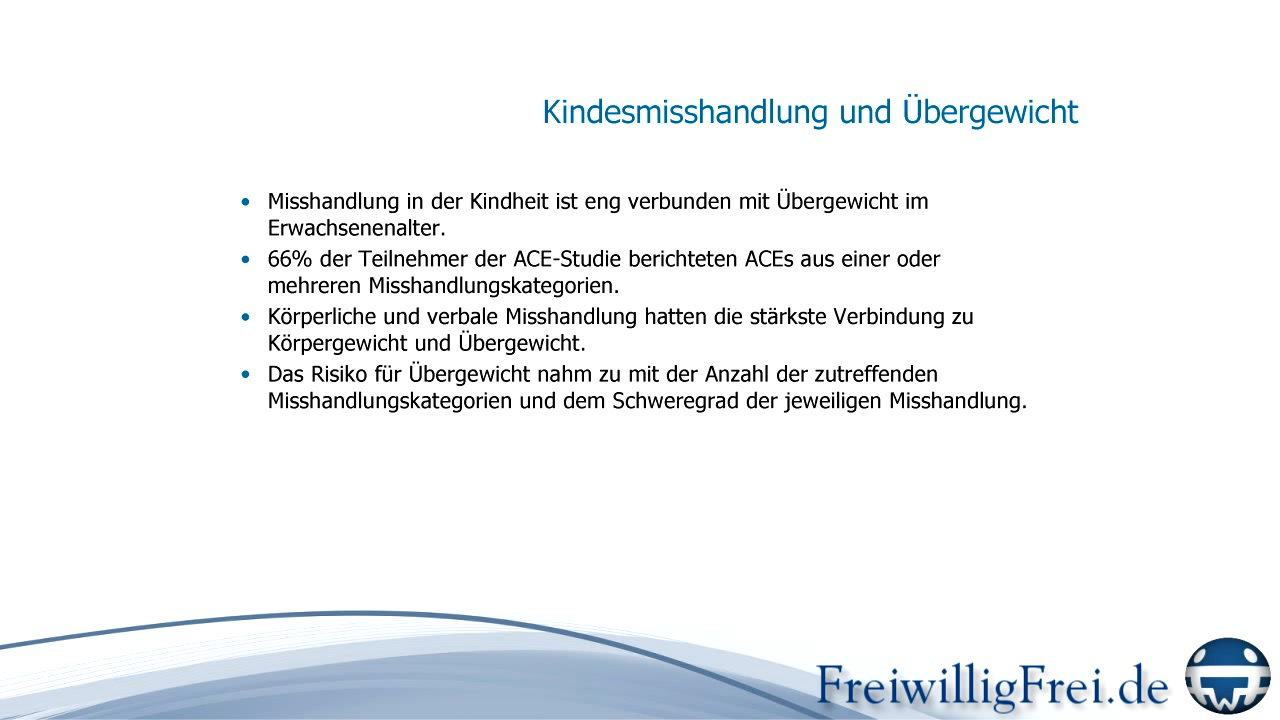 Kindesmisshandlung und Übergewicht
• Misshandlung in der Kindheit ist eng verbunden mit Übergewicht im
Erwachsenenalter.
• 66% der Teilnehmer der ACE-Studie berichteten ACEs aus einer oder
mehreren Misshandlungskategorien.
• Körperliche und verbale Misshandlung hatten die stärkste Verbindung zu
Körpergewicht und Übergewicht.
• Das Risiko für Übergewicht nahm zu mit der Anzahl der zutreffenden
Misshandlungskategorien und dem Schweregrad der jeweiligen Misshandlung.
FreiwilligFrei.de